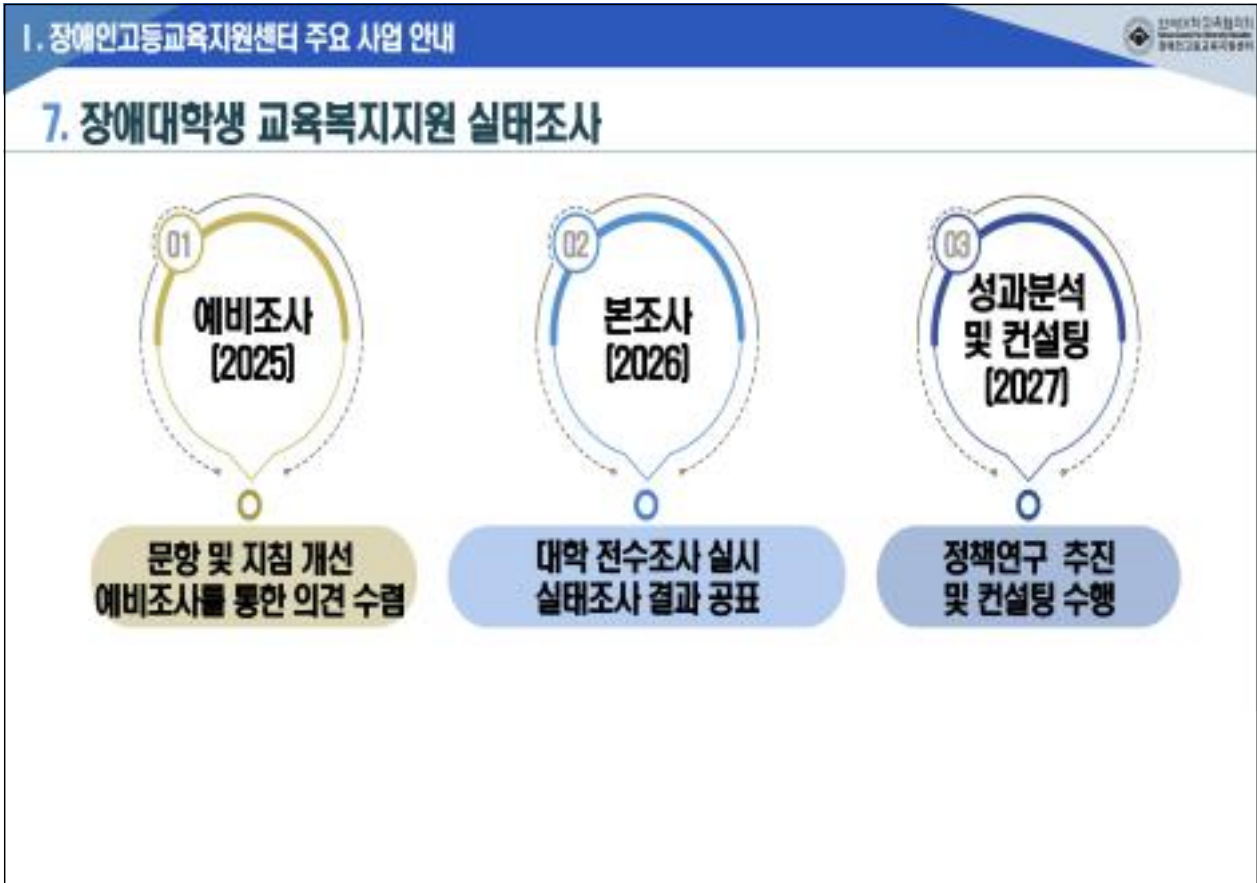 Ⅰ. 장애인고등교육지원센터 주요 사업 안내
7. 장애대학생 교육복지지원 실태조사
01
예비조사
(2025)
문항 및 지침 개선
예비조사를 통한 의견 수렴
02
본조사
(2026)
대학 전수조사 실시
실태조사 결과 공표
03
성과분석
및 컨설팅
(2027)
정책연구 추진
및 컨설팅 수행